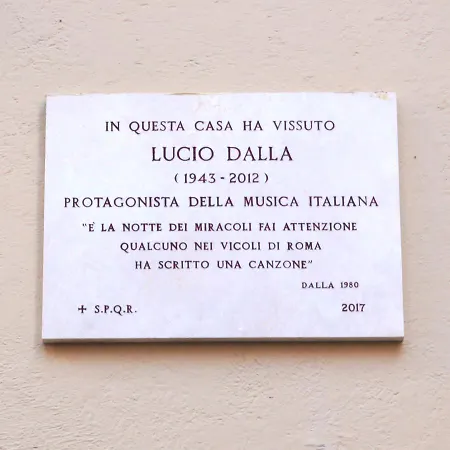 IN QUESTA CASA HA VISSUTO
LUCIO DALLA
(1943-2012)
PROTAGONISTA DELLA MUSICA ITALIANA
"E' LA NOTTE DEI MIRACOLI FAI ATTENZIONE
QUALCUNO NEI VICOLI DI ROMA
HA SCRITTO UNA CANZONE"
DALLA 1980
+ S.P.Q.R. 2017